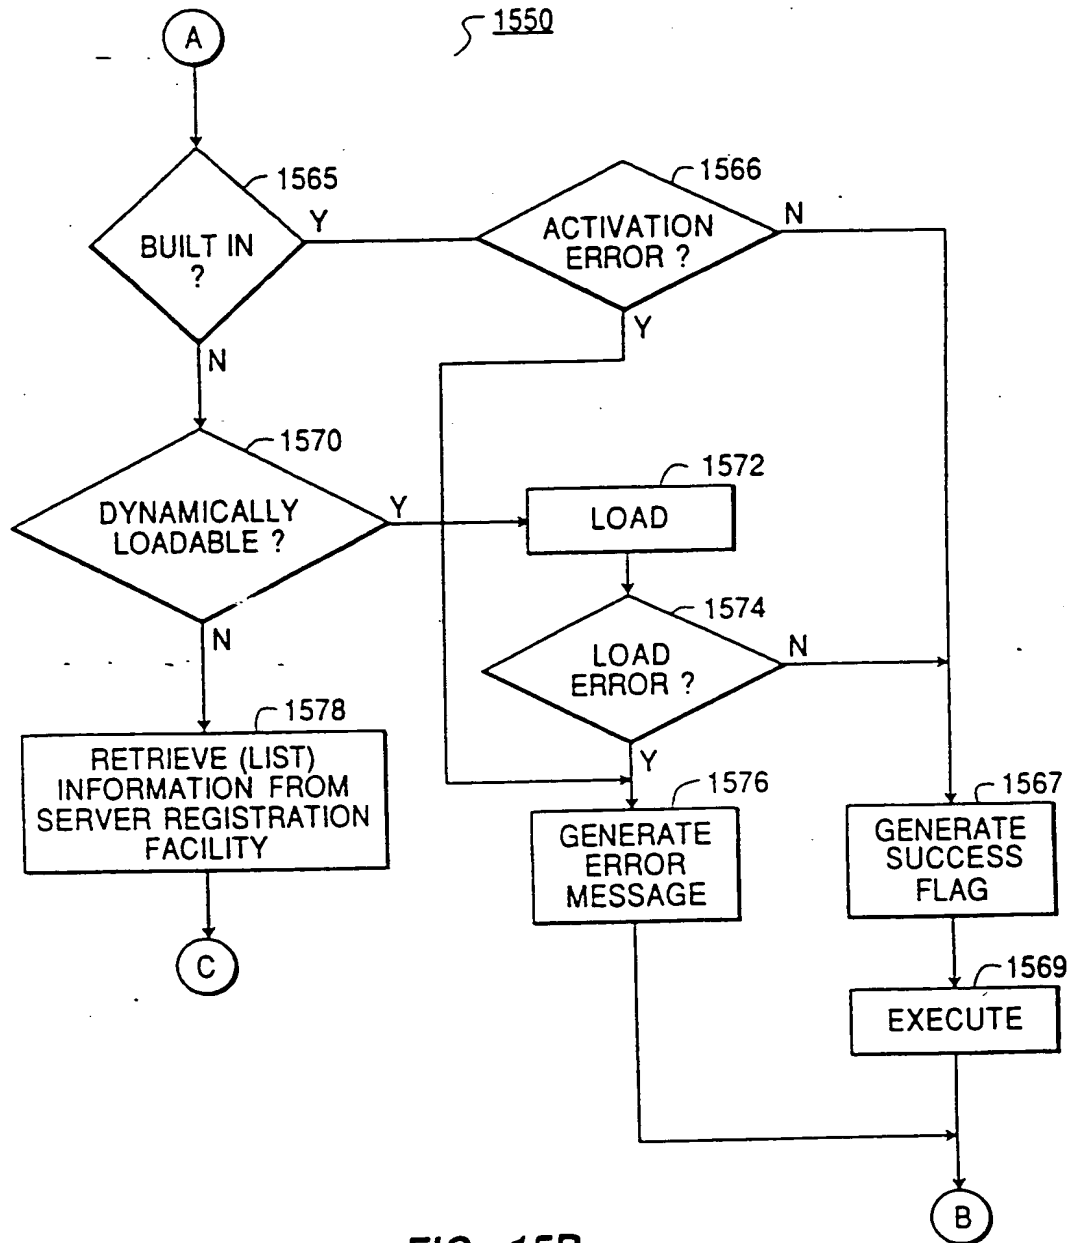 A
1550
1565
BUILT IN
?
Y
N
1566
ACTIVATION
ERROR ?
N
Y
1570
DYNAMICALLY
LOADABLE ?
Y
N
1572
LOAD
1574
LOAD
ERROR ?
N
Y
1578
RETRIEVE (LIST)
INFORMATION FROM
SERVER REGISTRATION
FACILITY
1576
GENERATE
ERROR
MESSAGE
1567
GENERATE
SUCCESS
FLAG
1569
EXECUTE
C
B